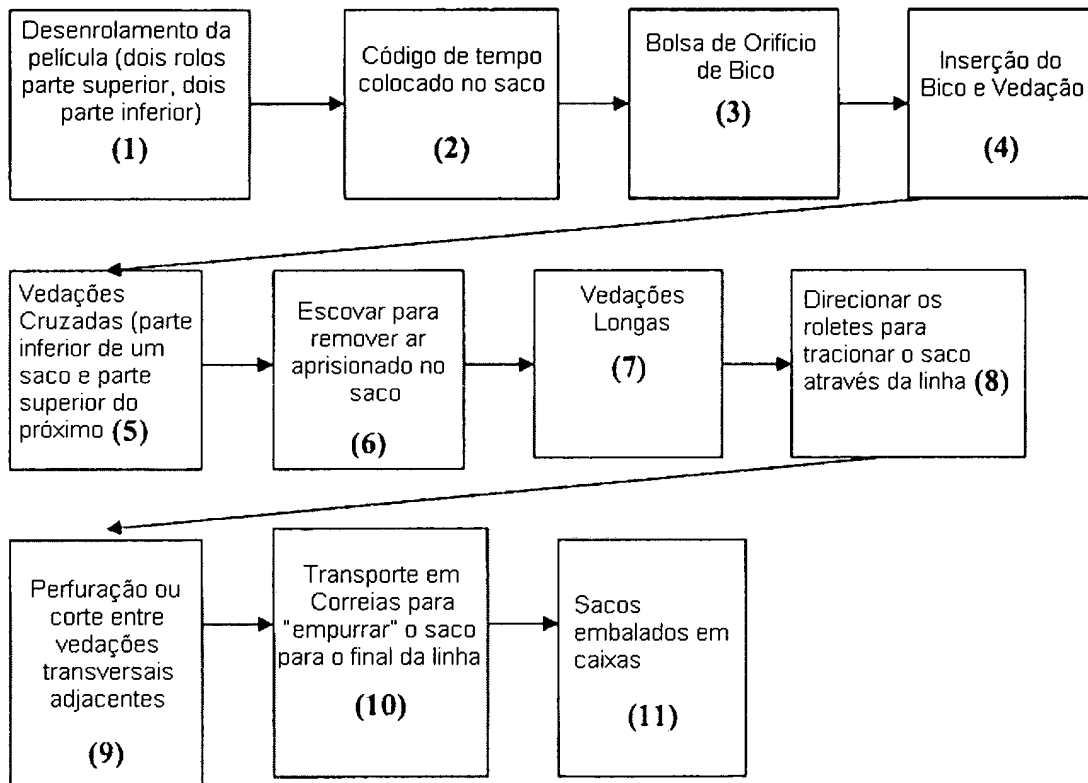 Desenrolamento da
película (dois rolos
parte superior, dois
parte inferior)
(1)
Código de tempo
colocado no saco
(2)
Bolsa de Orifício
de Bico
(3)
Inserção do
Bico e Vedação
(4)
Vedações
Cruzadas (parte
inferior de um
saco e parte
superior do
próximo (5)
Escovar para
remover ar
aprisionado no
saco
(6)
Vedações
Longas
(7)
Direcionar os
roletes para
tracionar o saco
através da linha (8)
Perfuração ou
corte entre
vedações
transversais
adjacentes
(9)
Transporte em
Correias para
"empurrar" o saco
para o final da linha
(10)
Sacos
embalados em
caixas
(11)